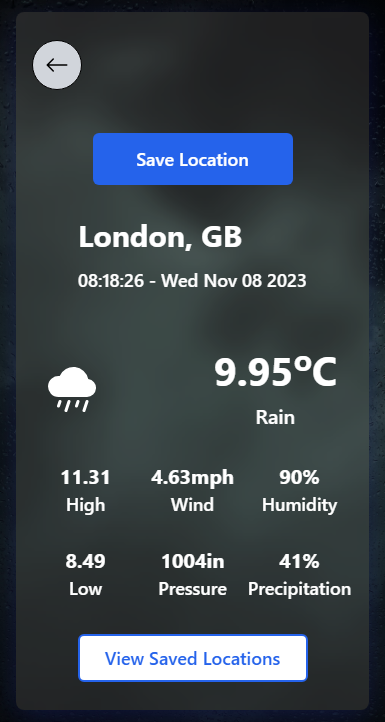 Save Location
London, GB
08:18:26 - Wed Nov 08 2023
9.95°C
Rain
11.31 4.63mph 90%
High Wind Humidity
8.49 1004in 41%
Low Pressure Precipitation
View Saved Locations